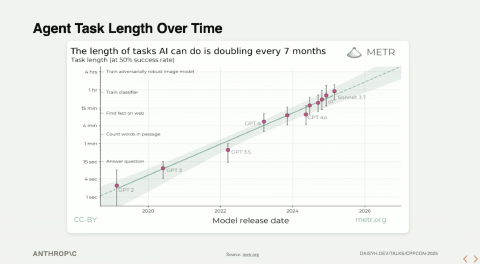 Agent Task Length Over Time
The length of tasks AI can do is doubling every 7 months
METR
Task length (at 50% success rate)
4 hrs
Train adversarially robust image model
1 hr
Train classifier
Sonnet 3.7
15 min
Find fact on web
GPT 4o
4 min
Count words in passage
1 min
GPT 3.5
15 sec
Answer question
GPT 3
4 sec
GPT 2
1 sec
2020
2022
2024
2026
CC-BY
Model release date
metr.org
ANTHROP\C
Source: metr.org
DAISYH.DEV/TALKS/CPPCON-2025